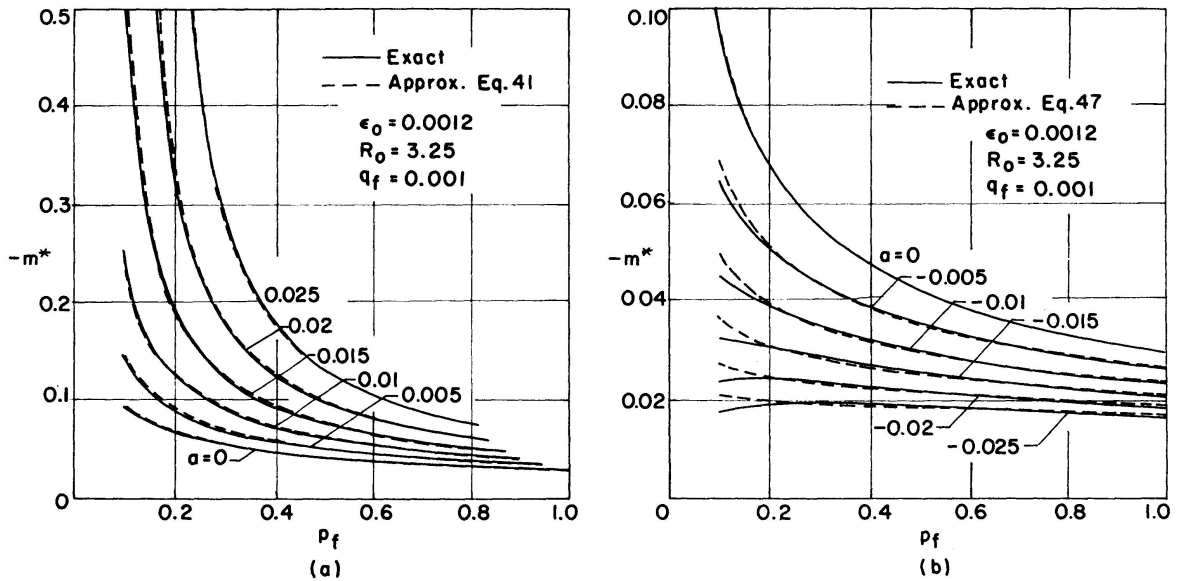 0.5
0.4
0.3
-m*
0.2
0.1
0
0.2
0.4
0.6
0.8
1.0
Pf
(a)
Exact
Approx. Eq.41
ϵ0 = 0.0012
R0 = 3.25
qf = 0.001
0.025
0.02
0.015
0.01
0.005
a=0
0.10
0.08
0.06
-m*
0.04
0.02
0
0
0.2
0.4
0.6
0.8
1.0
Pf
(b)
Exact
Approx. Eq.47
ϵ0 = 0.0012
R0 = 3.25
qf = 0.001
a=0
-0.005
-0.01
-0.015
-0.02
-0.025